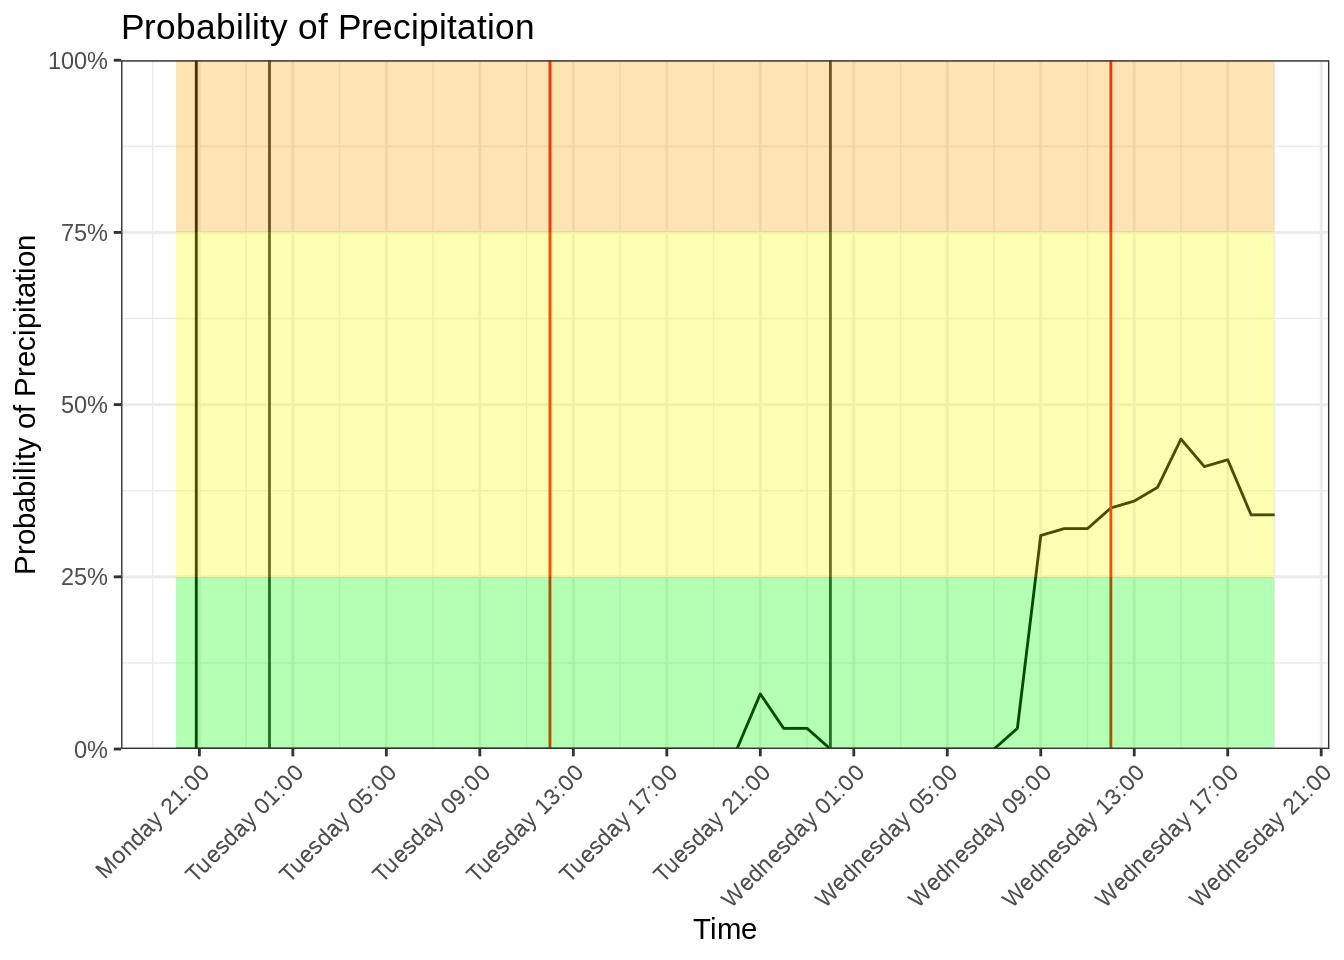 Probability of Precipitation
Probability of Precipitation
100%
75%
50%
25%
0%
Monday 21:00
Tuesday 01:00
Tuesday 05:00
Tuesday 09:00
Tuesday 13:00
Tuesday 17:00
Tuesday 21:00
Wednesday 01:00
Wednesday 05:00
Wednesday 09:00
Wednesday 13:00
Wednesday 17:00
Wednesday 21:00
Time